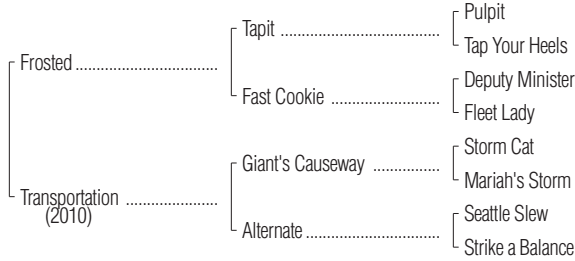 Pulpit
Tapit ................................
Tap Your Heels
Frosted ................................
Deputy Minister
Fast Cookie ......................
Fleet Lady
Storm Cat
Giant's Causeway .............
Mariah's Storm
Transportation ....................
(2010)
Seattle Slew
Alternate ...........................
Strike a Balance